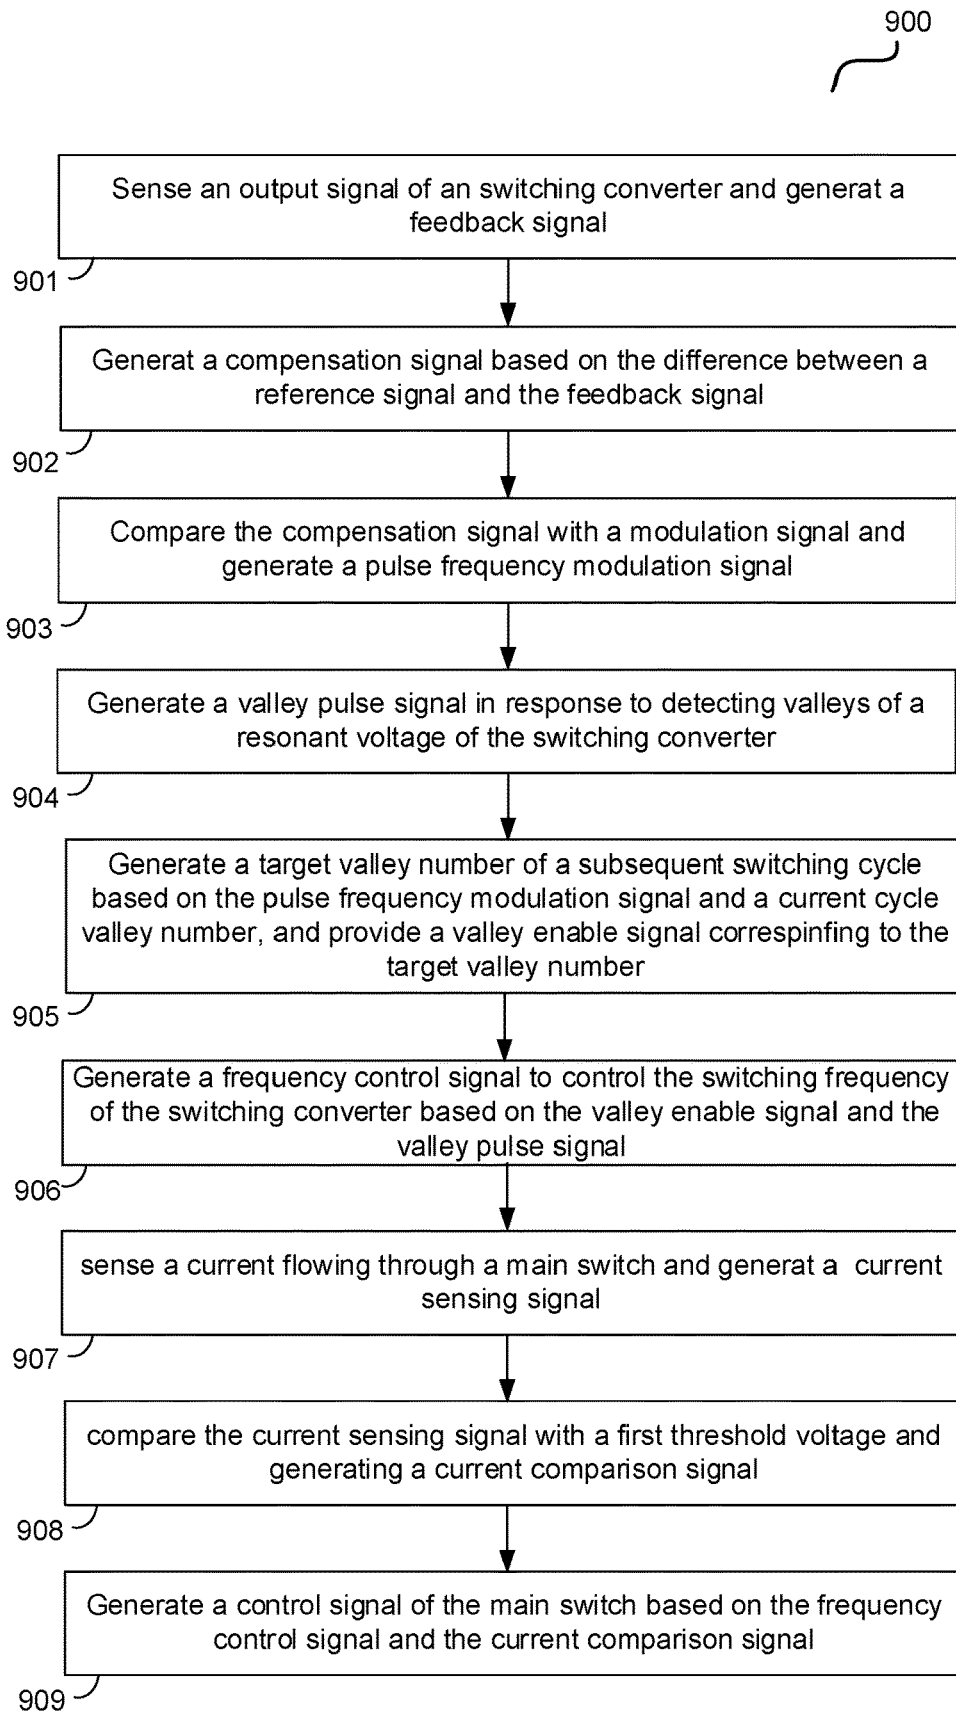 900
Sense an output signal of an switching converter and generat a
feedback signal
901
Generat a compensation signal based on the difference between a
reference signal and the feedback signal
902
Compare the compensation signal with a modulation signal and
generate a pulse frequency modulation signal
903
Generate a valley pulse signal in response to detecting valleys of a
resonant voltage of the switching converter
904
Generate a target valley number of a subsequent switching cycle
based on the pulse frequency modulation signal and a current cycle
valley number, and provide a valley enable signal correspinfing to the
target valley number
905
Generate a frequency control signal to control the switching frequency
of the switching converter based on the valley enable signal and the
valley pulse signal
906
sense a current flowing through a main switch and generat a current
sensing signal
907
compare the current sensing signal with a first threshold voltage and
generating a current comparison signal
908
Generate a control signal of the main switch based on the frequency
control signal and the current comparison signal
909